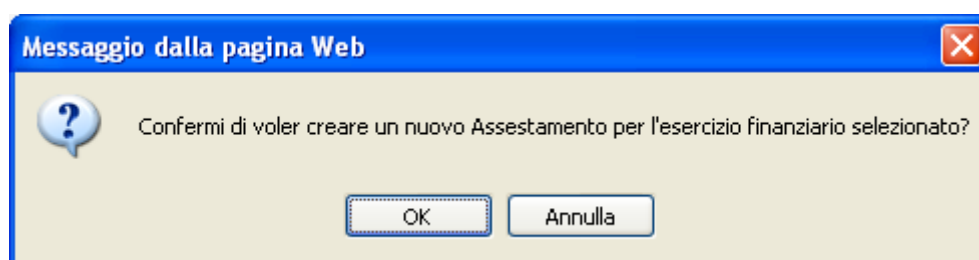 Messaggio dalla pagina Web
Confermi di voler creare un nuovo Assestamento per l'esercizio finanziario selezionato?
OK
Annulla